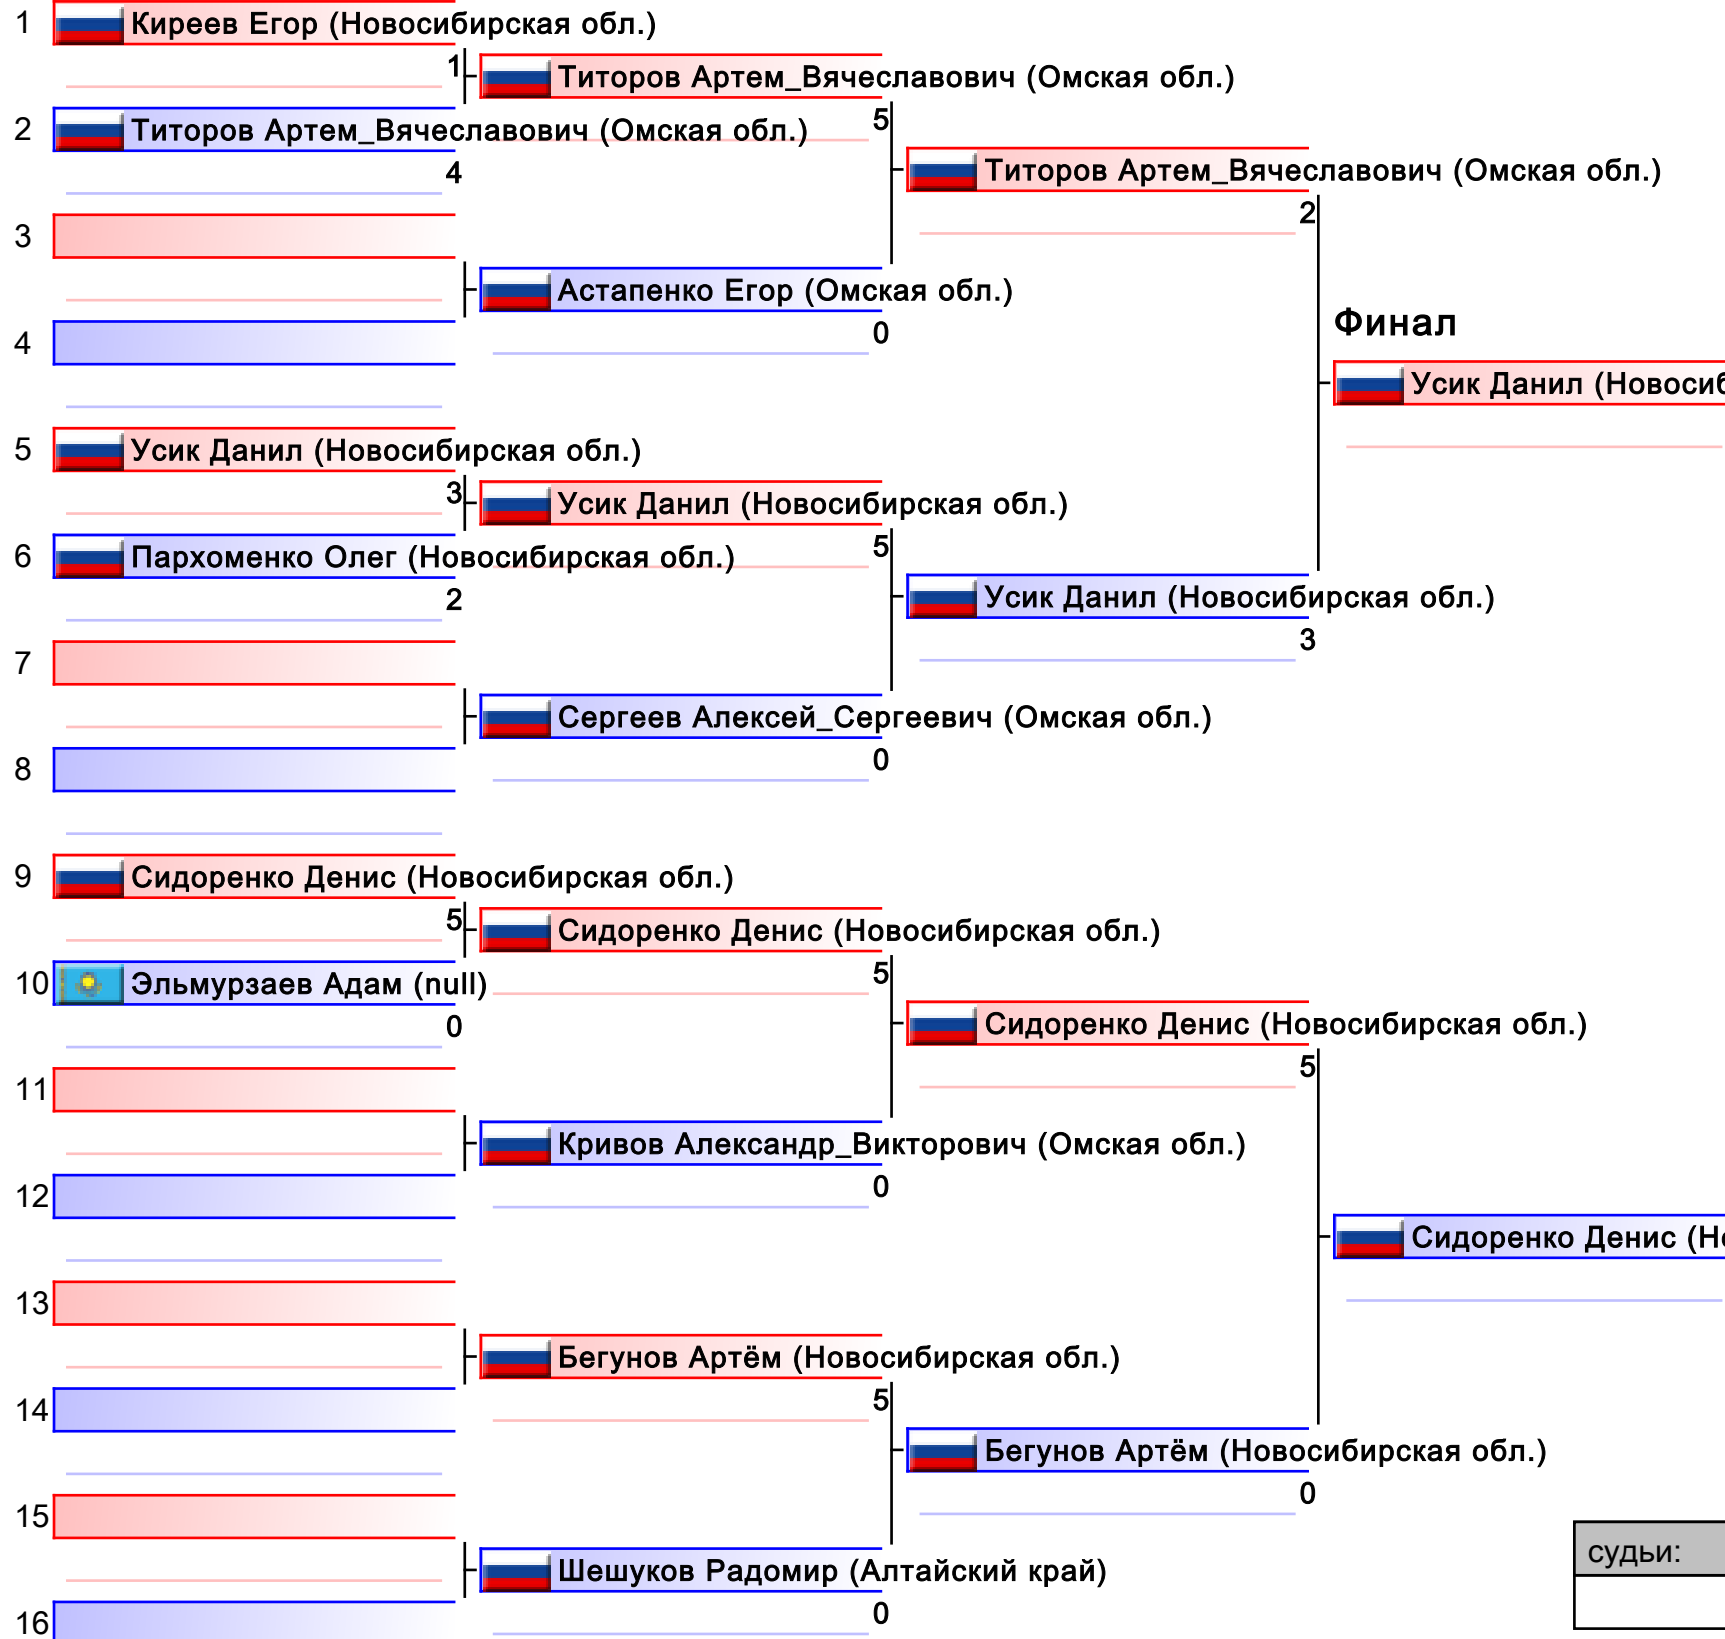 1 Киреев Егор (Новосибирская обл.)
1 Титоров Артем_Вячеславович (Омская обл.)
2 Титоров Артем_Вячеславович (Омская обл.) 5
4 Титоров Артем_Вячеславович (Омская обл.)
3 2
Астапенко Егор (Омская обл.)
4 0 Финал
Усик Данил (Новосиб
5 Усик Данил (Новосибирская обл.)
3 Усик Данил (Новосибирская обл.)
6 Пархоменко Олег (Новосибирская обл.) 5
2 Усик Данил (Новосибирская обл.)
7 3
Сергеев Алексей_Сергеевич (Омская обл.)
8 0
9 Сидоренко Денис (Новосибирская обл.)
5 Сидоренко Денис (Новосибирская обл.)
10 Эльмурзаев Адам (null) 5
0 Сидоренко Денис (Новосибирская обл.)
11 5
Кривов Александр_Викторович (Омская обл.)
12 0
Сидоренко Денис (Но
13
Бегунов Артём (Новосибирская обл.)
14 5
Бегунов Артём (Новосибирская обл.)
15 0
Шешуков Радомир (Алтайский край) судьи:
16 0